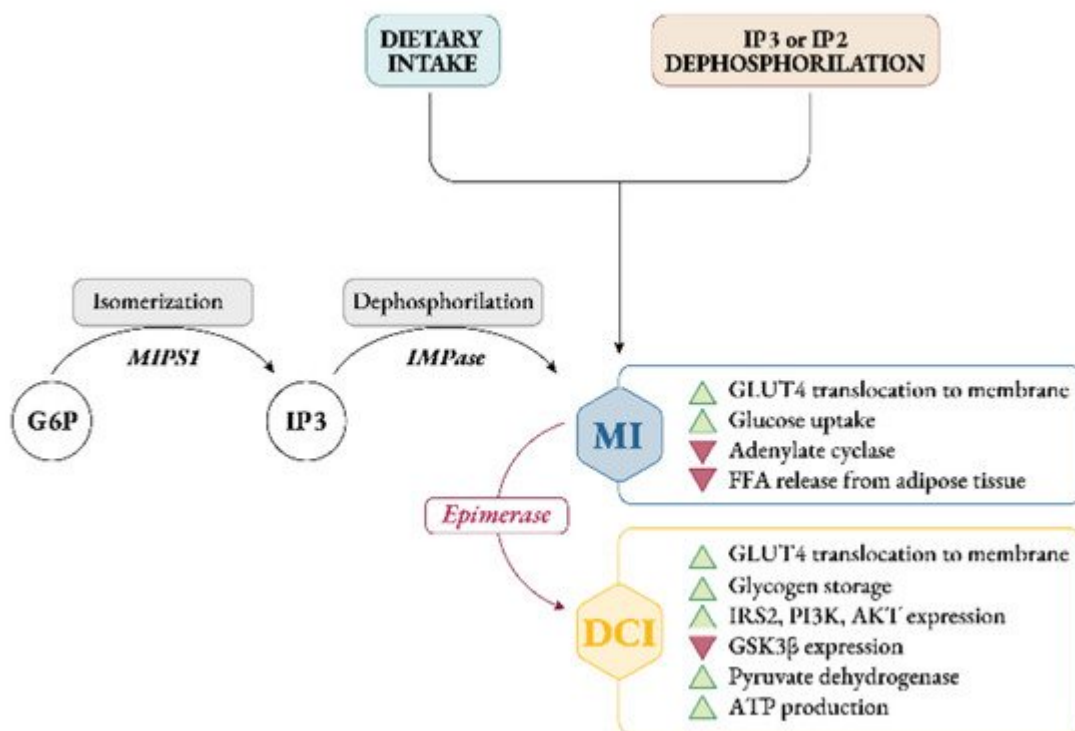 DIETARY
INTAKE
IP3 or IP2
DEPHOSPHORILATION
Isomerization
MIPS1
Dephosphorilation
IMPase
G6P
IP3
MI
GLUT4 translocation to membrane
Glucose uptake
Adenylate cyclase
FFA release from adipose tissue
Epimerase
DCI
GLUT4 translocation to membrane
Glycogen storage
IRS2, PI3K, AKT expression
GSK3β expression
Pyruvate dehydrogenase
ATP production